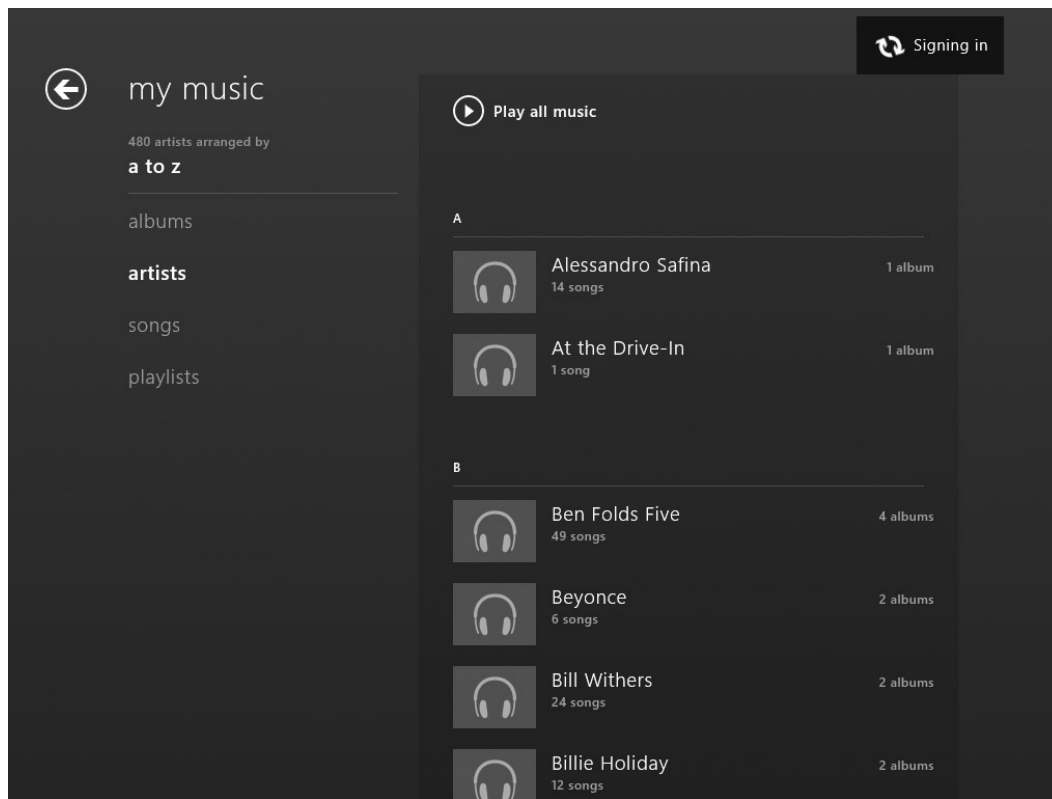 Signing in
my music
480 artists arranged by
a to z
albums
artists
songs
playlists
Play all music
A
Alessandro Safina
1 album
14 songs
At the Drive-In
1 album
1 song
B
Ben Folds Five
4 albums
49 songs
Beyonce
2 albums
6 songs
Bill Withers
2 albums
24 songs
Billie Holiday
2 albums
12 songs